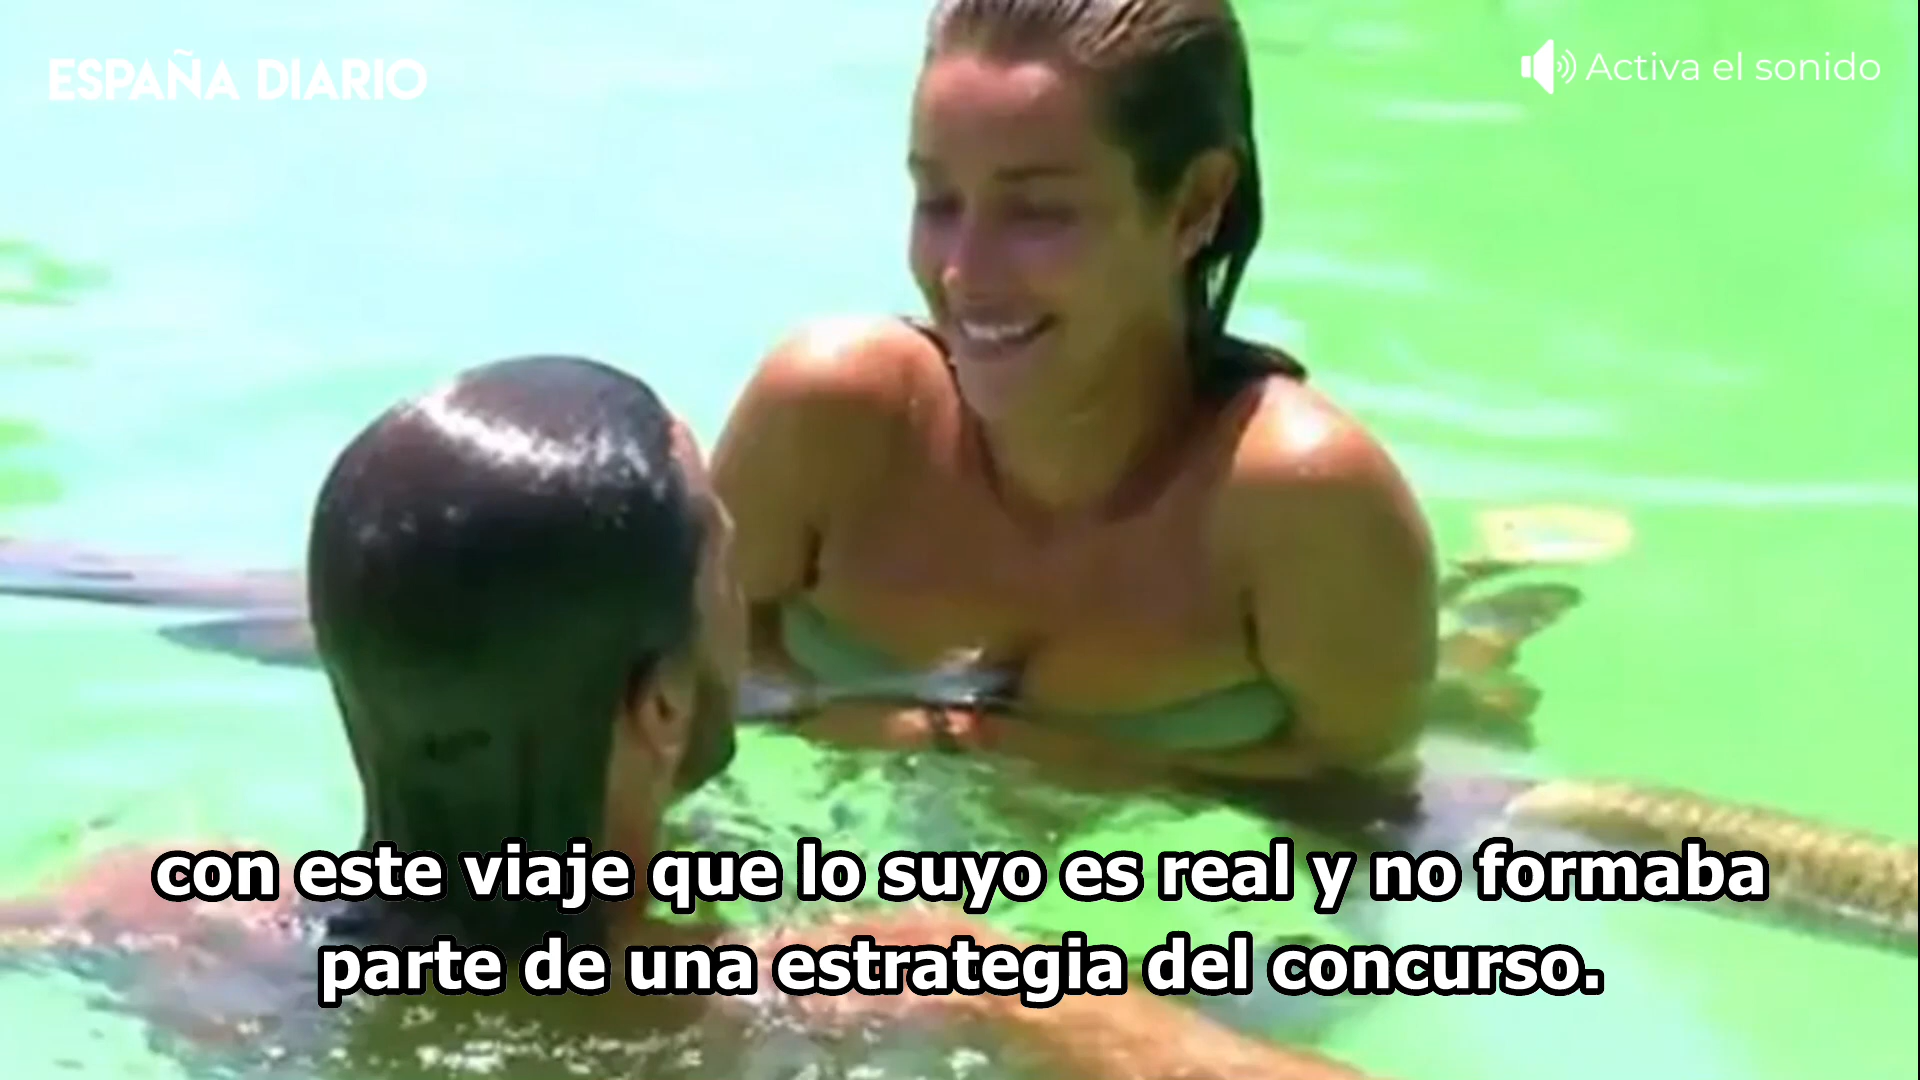 ESPAÑA DIARIO
Activa el sonido
con este viaje que lo suyo es real y no formaba
parte de una estrategia del concurso.